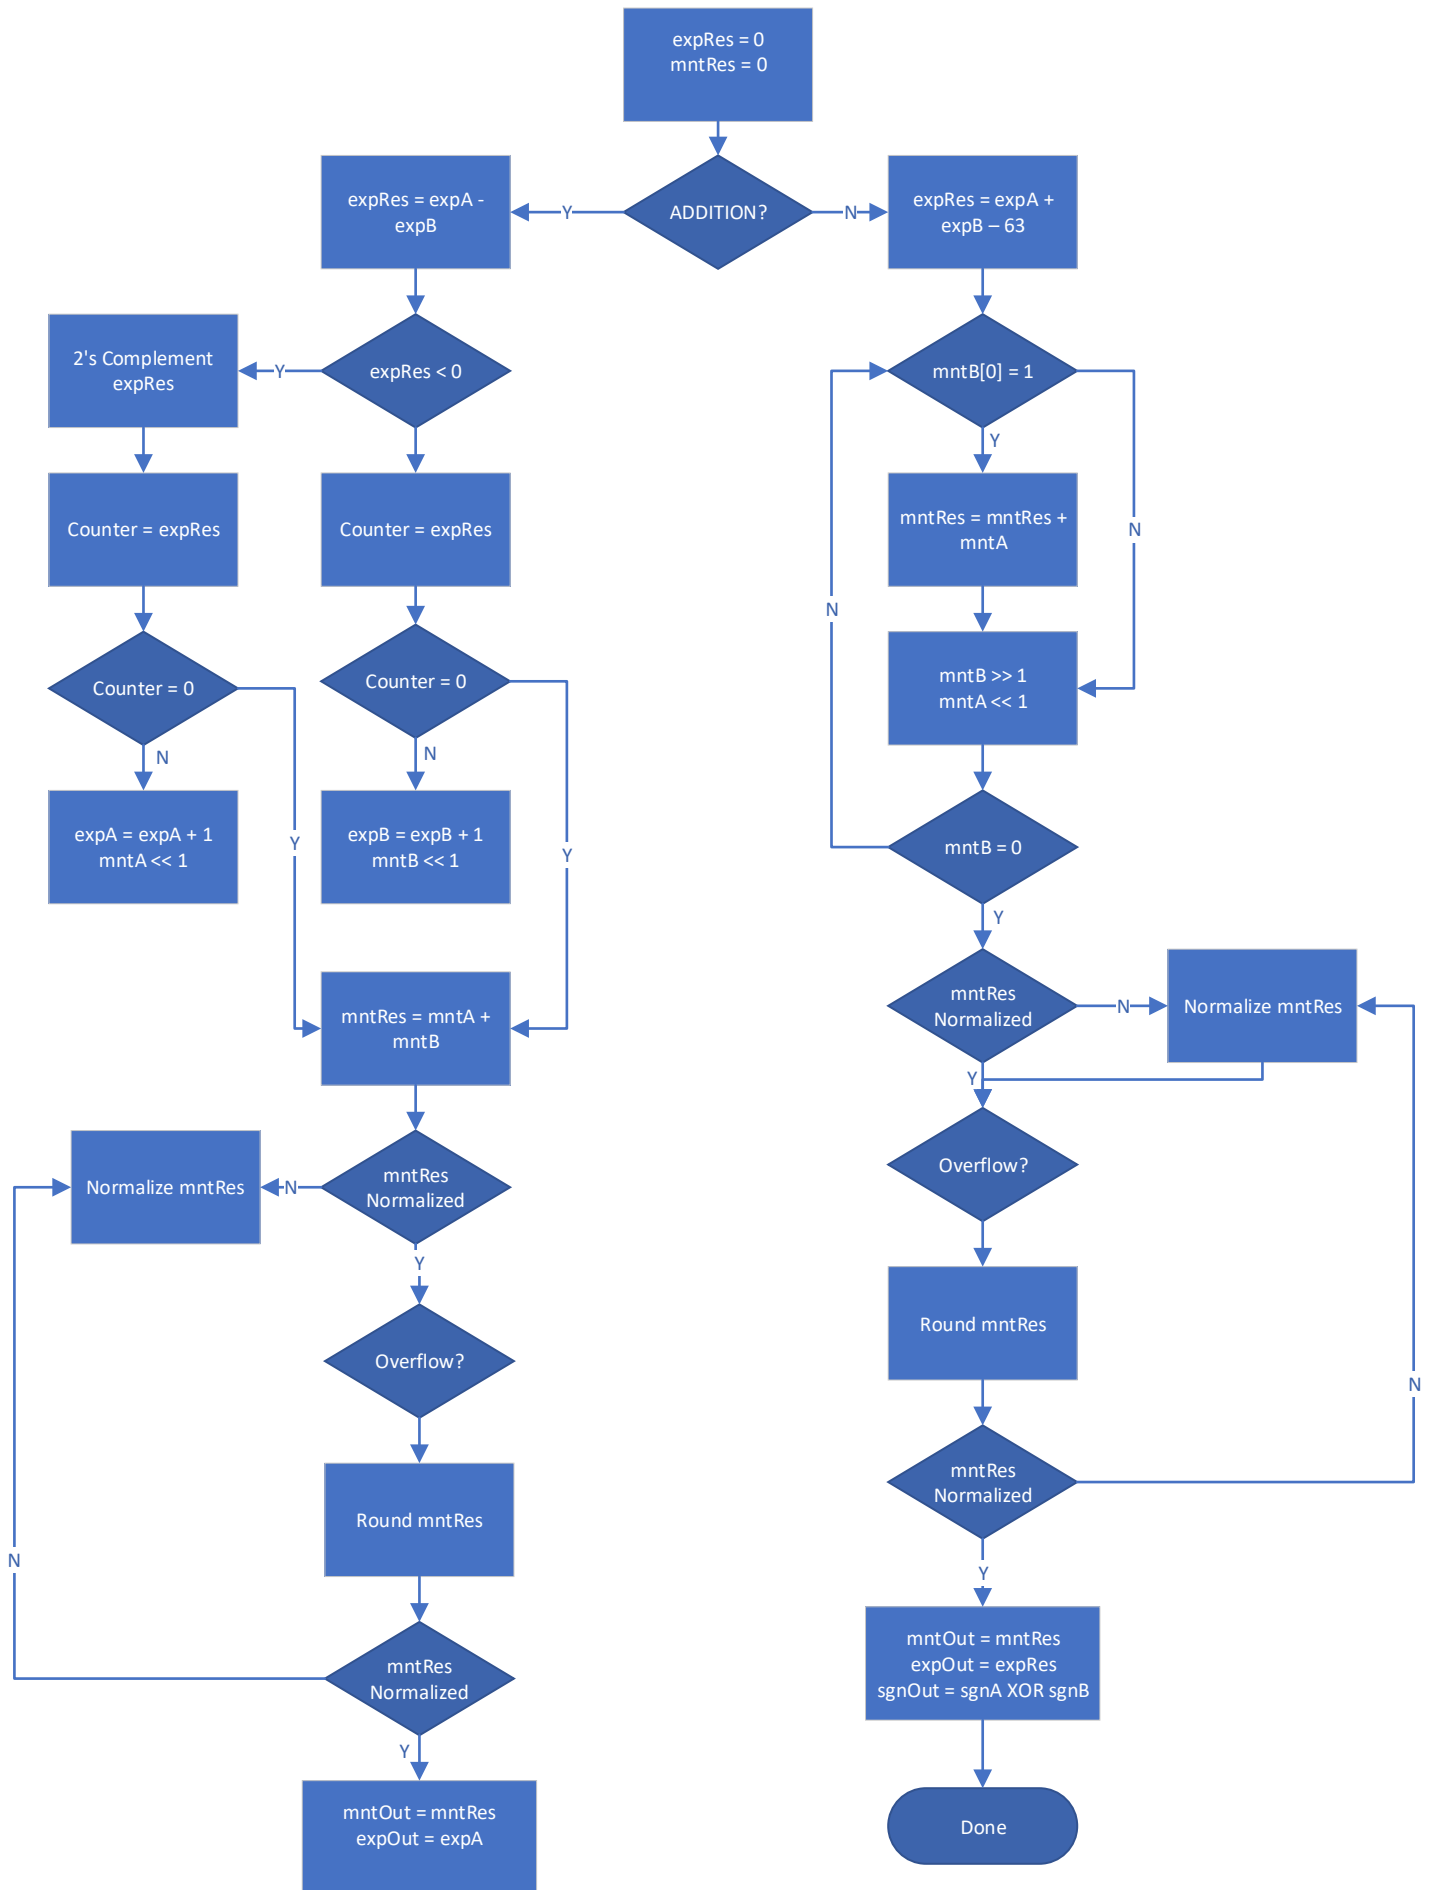 expRes = 0
mntRes = 0
ADDITION?
Y
N
expRes = expA -
expB
expRes = expA +
expB – 63
2's Complement
expRes
Y
expRes < 0
mntB[0] = 1
Y
Counter = expRes
Counter = expRes
mntRes = mntRes +
mntA
N
N
Counter = 0
Counter = 0
mntB >> 1
mntA << 1
N
N
expA = expA + 1
mntA << 1
Y
expB = expB + 1
mntB << 1
Y
mntB = 0
Y
mntRes = mntA +
mntB
mntRes
Normalized
N
Normalize mntRes
Y
Normalize mntRes
N
mntRes
Normalized
Overflow?
Y
Overflow?
Round mntRes
N
Round mntRes
mntRes
Normalized
N
Y
mntRes
Normalized
mntOut = mntRes
expOut = expRes
sgnOut = sgnA XOR sgnB
Y
mntOut = mntRes
expOut = expA
Done